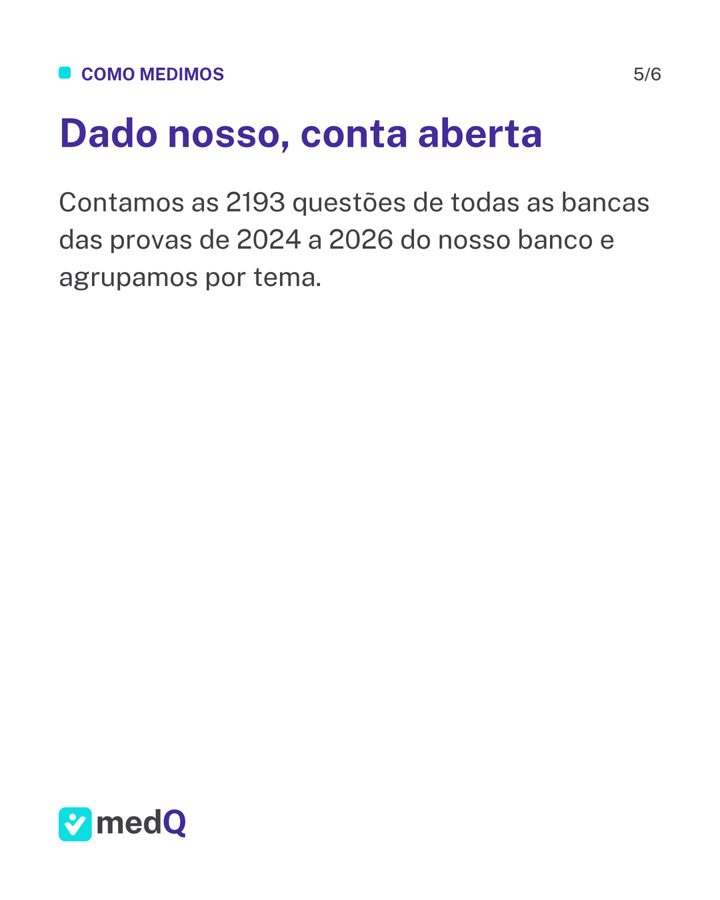 COMO MEDIMOS
5/6
Dado nosso, conta aberta
Contamos as 2193 questões de todas as bancas
das provas de 2024 a 2026 do nosso banco e
agrupamos por tema.
medQ